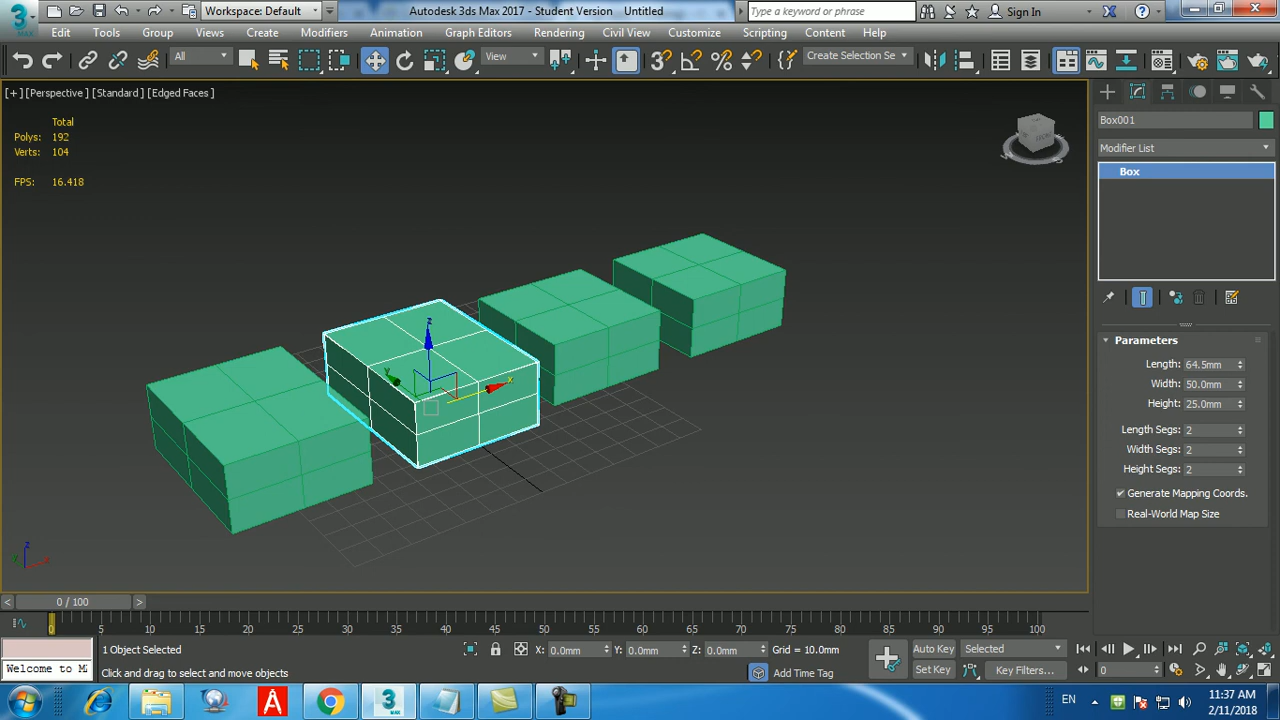 Workspace: Default
Autodesk 3ds Max 2017 - Student Version    Untitled
Type a keyword or phrase
Sign In
MAX
Edit Tools Group Views Create Modifiers Animation Graph Editors Rendering Civil View Customize Scripting Content Help
All
View
Create Selection Se
[+] [Perspective ] [Standard ] [Edged Faces ]
Total
Polys: 192
Verts: 104
FPS: 16.418
Box001
Modifier List
Box
Parameters
Length: 64.5mm
Width: 50.0mm
Height: 25.0mm
Length Segs: 2
Width Segs: 2
Height Segs: 2
Generate Mapping Coords.
Real-World Map Size
z
y
x
z
y
x
< 0 / 100 >
0 5 10 15 20 25 30 35 40 45 50 55 60 65 70 75 80 85 90 95 100
1 Object Selected
X: 0.0mm Y: 0.0mm Z: 0.0mm Grid = 10.0mm
Auto Key Selected
Welcome to M
Click and drag to select and move objects
Add Time Tag
Set Key Key Filters...
0
EN
11:37 AM
2/11/2018